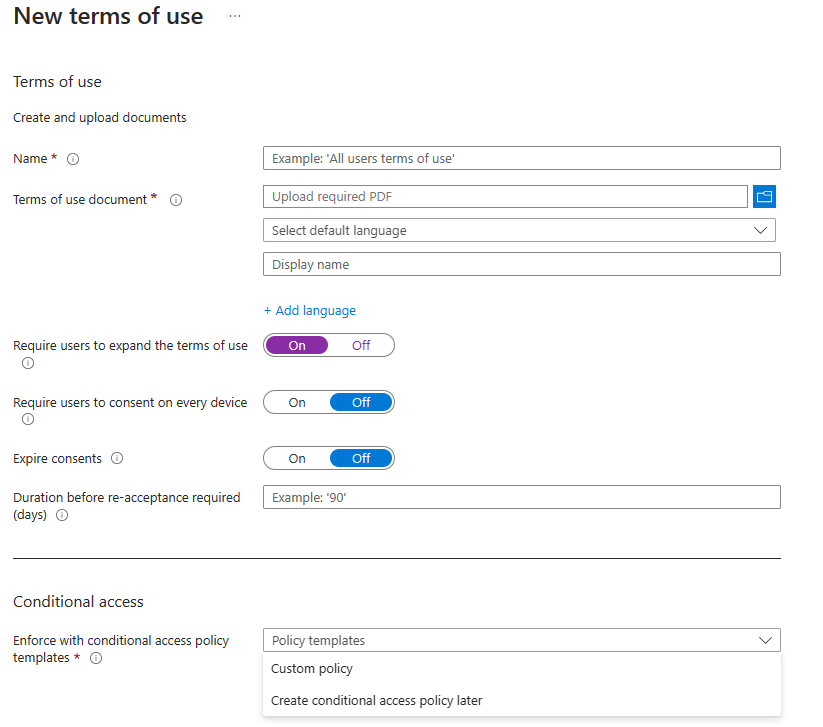 New terms of use ...
Terms of use
Create and upload documents
Name *
Example: 'All users terms of use'
Terms of use document *
Upload required PDF
Select default language
Display name
+ Add language
Require users to expand the terms of use
On Off
Require users to consent on every device
On Off
Expire consents
On Off
Duration before re-acceptance required
(days)
Example: '90'
Conditional access
Enforce with conditional access policy
templates *
Policy templates
Custom policy
Create conditional access policy later